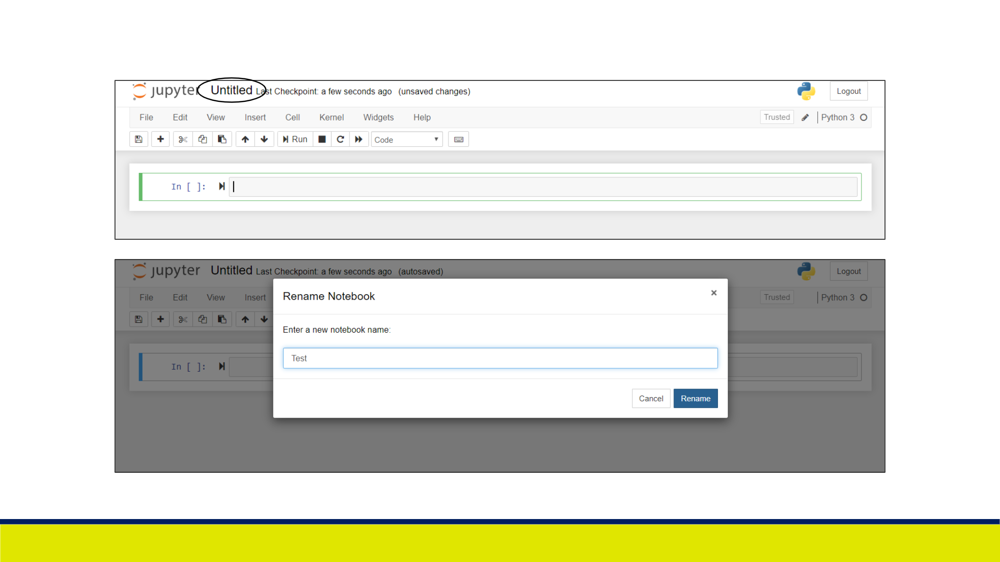 jupyter Untitled Last Checkpoint: a few seconds ago (unsaved changes) Logout
File Edit View Insert Cell Kernel Widgets Help Trusted Python 3
Run Code
In [ ]:
jupyter Untitled Last Checkpoint: a few seconds ago (autosaved) Logout
File Edit View Insert Trusted Python 3
Rename Notebook ×
Enter a new notebook name:
In [ ]: Test
Cancel Rename